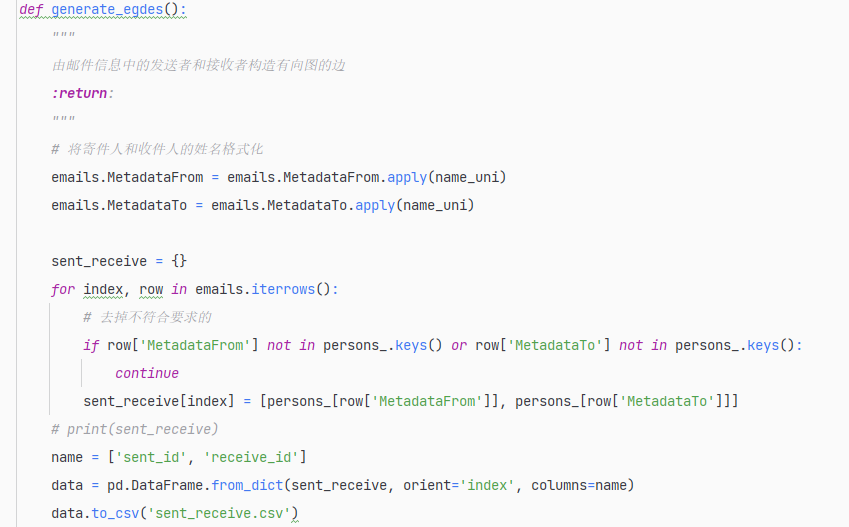 def generate_egdes():
"""
由邮件信息中的发送者和接收者构造有向图的边
:return:
"""
# 将寄件人和收件人的姓名格式化
emails.MetadataFrom = emails.MetadataFrom.apply(name_uni)
emails.MetadataTo = emails.MetadataTo.apply(name_uni)
sent_receive = {}
for index, row in emails.iterrows():
# 去掉不符合要求的
if row['MetadataFrom'] not in persons_.keys() or row['MetadataTo'] not in persons_.keys():
continue
sent_receive[index] = [persons_[row['MetadataFrom']], persons_[row['MetadataTo']]]
# print(sent_receive)
name = ['sent_id', 'receive_id']
data = pd.DataFrame.from_dict(sent_receive, orient='index', columns=name)
data.to_csv('sent_receive.csv')